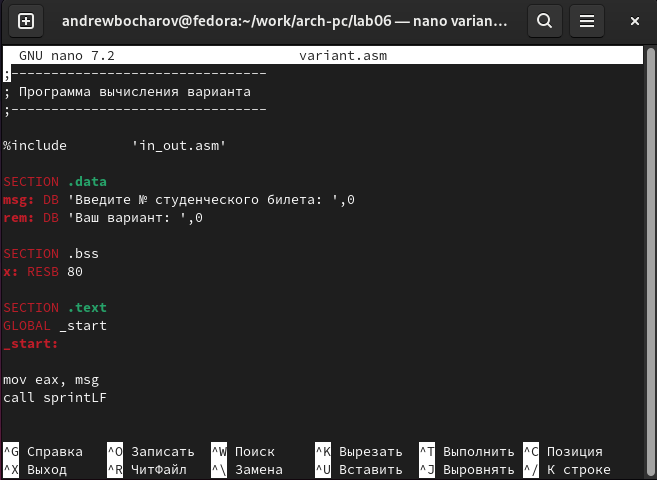 andrewbocharov@fedora:~/work/arch-pc/lab06 — nano varian...
GNU nano 7.2 variant.asm
;--------------------------------
; Программа вычисления варианта
;--------------------------------
%include 'in_out.asm'
SECTION .data
msg: DB 'Введите № студенческого билета: ',0
rem: DB 'Ваш вариант: ',0
SECTION .bss
x: RESB 80
SECTION .text
GLOBAL _start
_start:
mov eax, msg
call sprintLF
^G Справка ^O Записать ^W Поиск ^K Вырезать ^T Выполнить ^C Позиция
^X Выход ^R ЧитФайл ^\ Замена ^U Вставить ^J Выровнять ^/ К строке